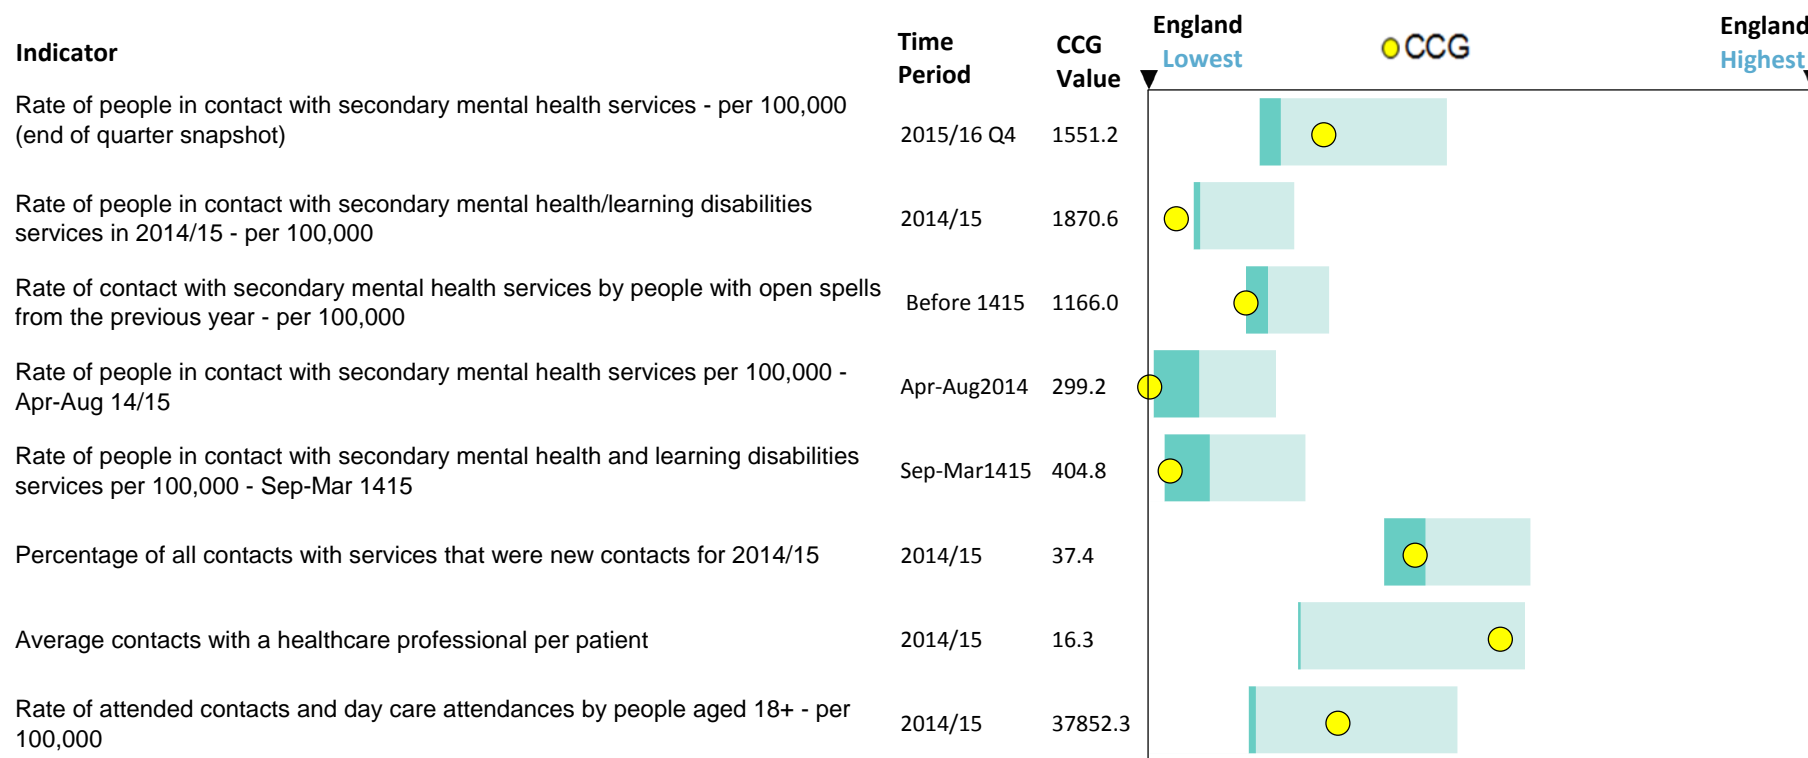 Indicator
Time
Period
CCG
Value
England
Lowest
CCG
England
Highest
Rate of people in contact with secondary mental health services - per 100,000
(end of quarter snapshot)
2015/16 Q4
1551.2
Rate of people in contact with secondary mental health/learning disabilities
services in 2014/15 - per 100,000
2014/15
1870.6
Rate of contact with secondary mental health services by people with open spells
from the previous year - per 100,000
Before 1415
1166.0
Rate of people in contact with secondary mental health services per 100,000 -
Apr-Aug 14/15
Apr-Aug2014
299.2
Rate of people in contact with secondary mental health and learning disabilities
services per 100,000 - Sep-Mar 1415
Sep-Mar1415
404.8
Percentage of all contacts with services that were new contacts for 2014/15
2014/15
37.4
Average contacts with a healthcare professional per patient
2014/15
16.3
Rate of attended contacts and day care attendances by people aged 18+ - per
100,000
2014/15
37852.3